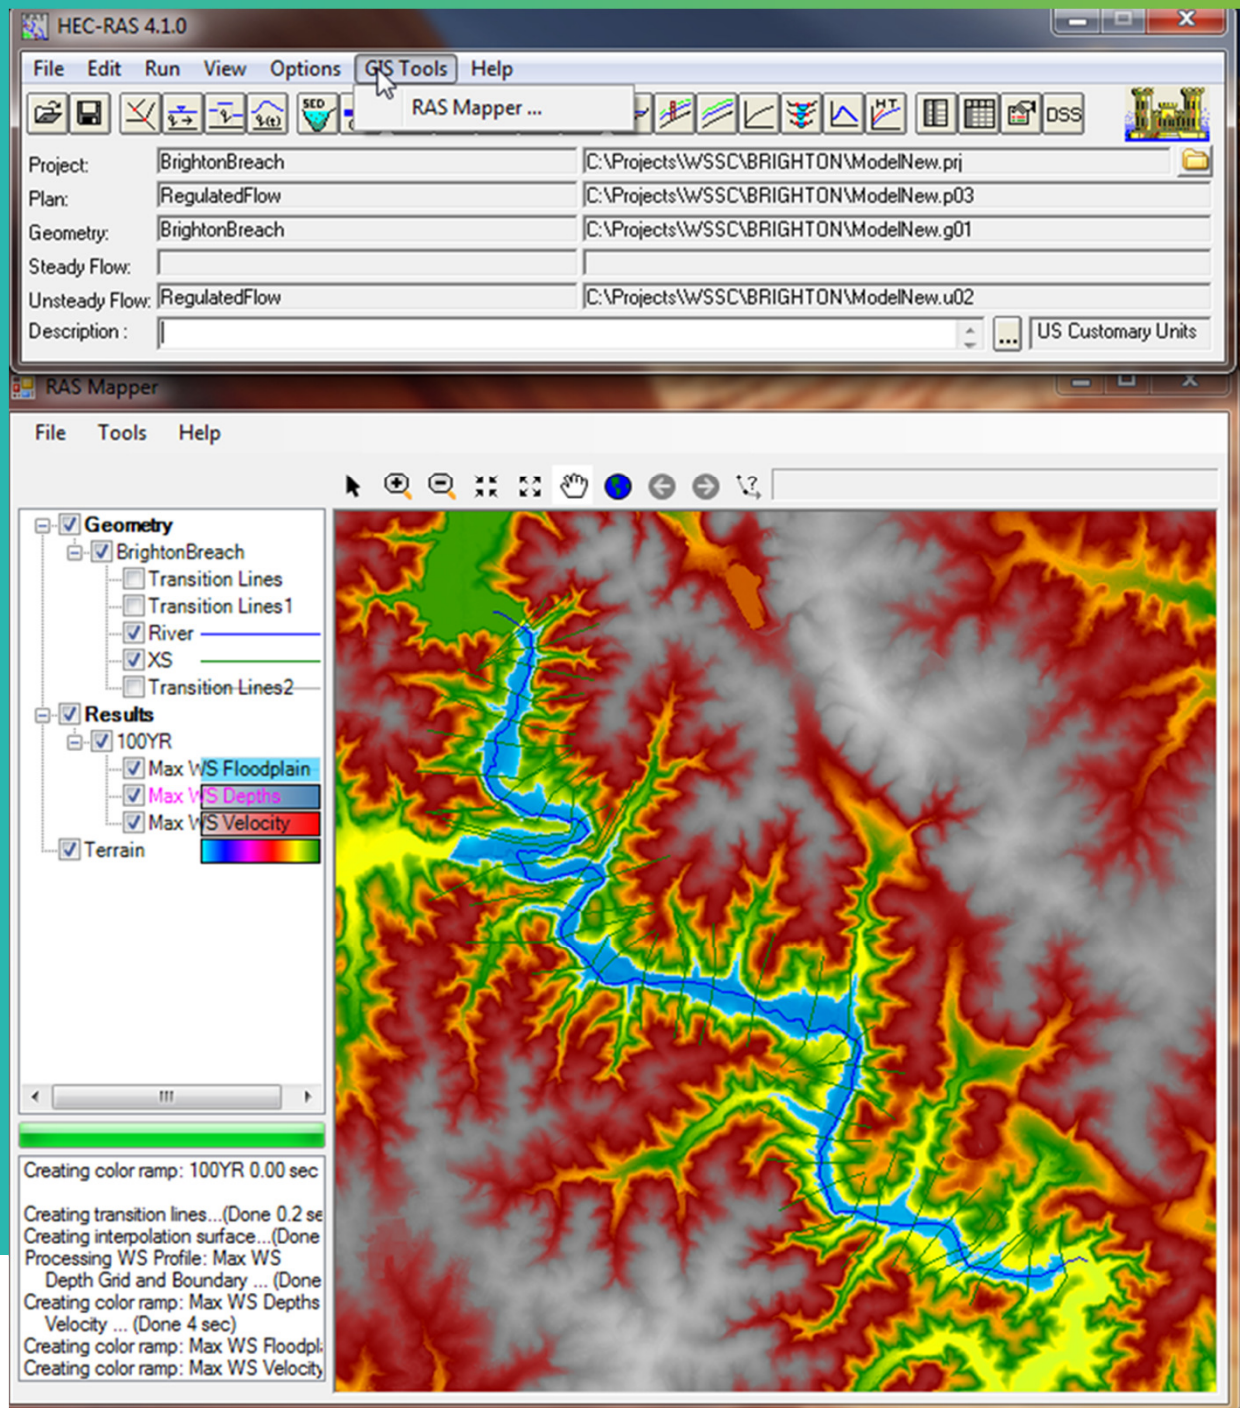 HEC-RAS 4.1.0
File Edit Run View Options GIS Tools Help
RAS Mapper ...
SED
HT
DSS
Project: BrightonBreach C:\Projects\WSSC\BRIGHTON\ModelNew.prj
Plan: RegulatedFlow C:\Projects\WSSC\BRIGHTON\ModelNew.p03
Geometry: BrightonBreach C:\Projects\WSSC\BRIGHTON\ModelNew.g01
Steady Flow:
Unsteady Flow: RegulatedFlow C:\Projects\WSSC\BRIGHTON\ModelNew.u02
Description : ... US Customary Units
RAS Mapper
File Tools Help
Geometry
BrightonBreach
Transition Lines
Transition Lines1
River
XS
Transition Lines2
Results
100YR
Max WS Floodplain
Max WS Depths
Max WS Velocity
Terrain
Creating color ramp: 100YR 0.00 sec
Creating transition lines...(Done 0.2 se
Creating interpolation surface...(Done
Processing WS Profile: Max WS
Depth Grid and Boundary ... (Done
Creating color ramp: Max WS Depths
Velocity ... (Done 4 sec)
Creating color ramp: Max WS Floodpl
Creating color ramp: Max WS Velocity